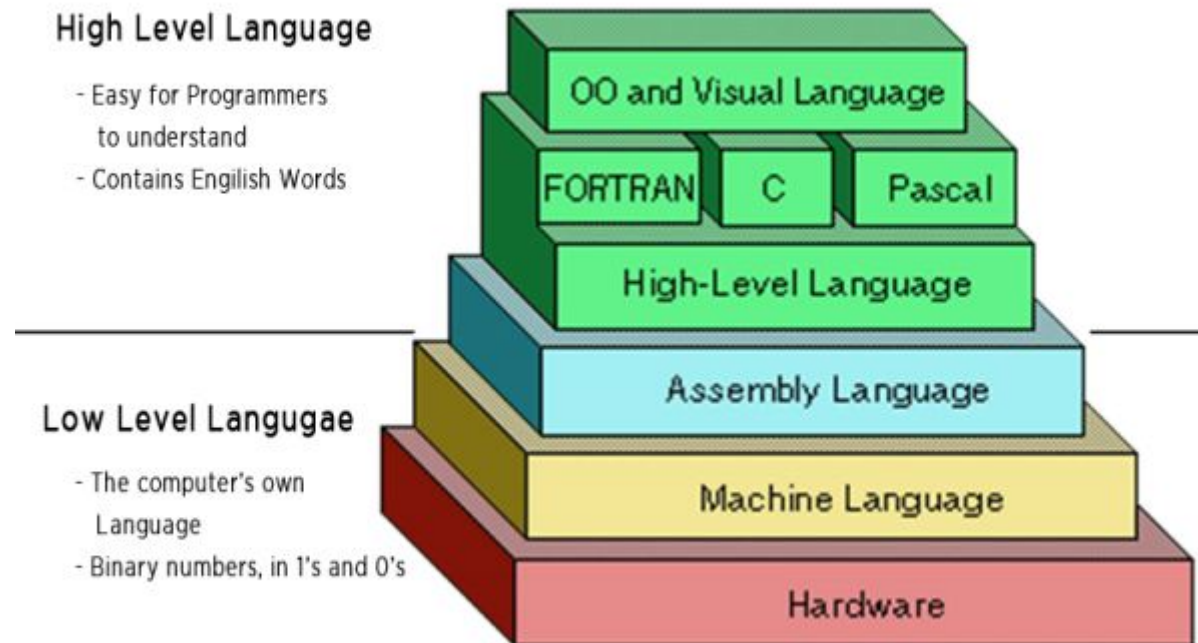 High Level Language
- Easy for Programmers
to understand
- Contains Engilish Words
OO and Visual Language
FORTRAN
C
Pascal
High-Level Language
Assembly Language
Low Level Langugae
- The computer's own
Language
- Binary numbers, in 1's and 0's
Machine Language
Hardware